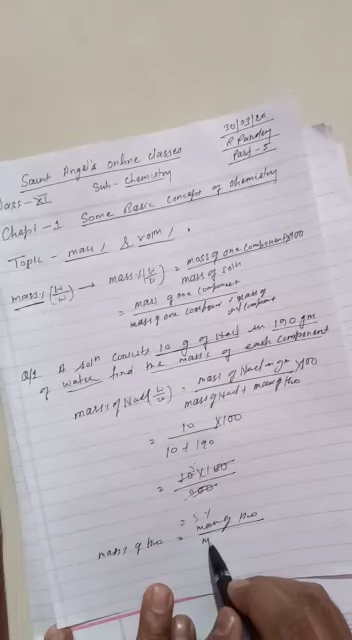 30/03/20
R Pandey
Part-5
Saint Angel's online classes
lass - XI Sub- Chemistry
Chapt-1 Some Basic Concept of Chemistry
Topic - mass% & vol%.
mass% (W/W) → mass% (W/W) = mass of one component × 100 / mass of soln
= mass of one component / mass of one component + mass of component
Q/1 A soln consists 10 g of NaCl in 190 gm
of water find the mass% of each component
mass% of NaCl (W/W) = mass of NaCl in gm × 100 / mass of NaCl + mass of H2O
= 10 / 10 + 190 × 100
= 10 × 100 / 200
= 5%
mass% of H2O = mass of H2O / m